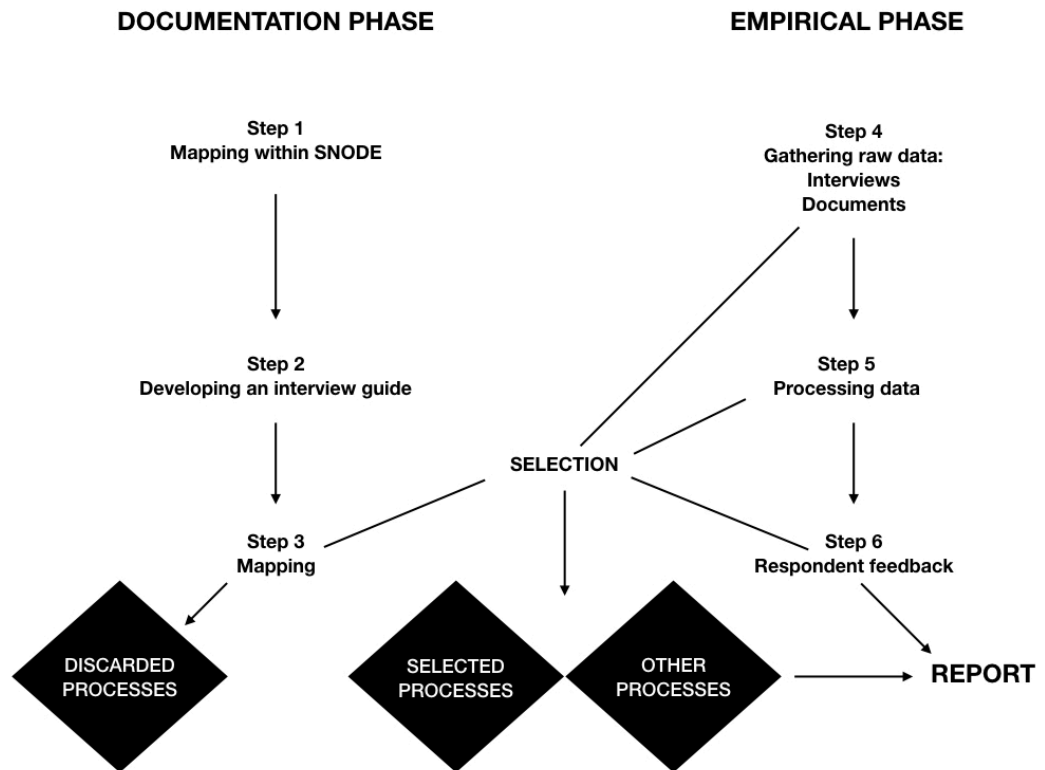 DOCUMENTATION PHASE
EMPIRICAL PHASE
Step 1
Mapping within SNODE
Step 4
Gathering raw data:
Interviews
Documents
Step 2
Developing an interview guide
Step 5
Processing data
SELECTION
Step 3
Mapping
Step 6
Respondent feedback
DISCARDED
PROCESSES
SELECTED
PROCESSES
OTHER
PROCESSES
REPORT